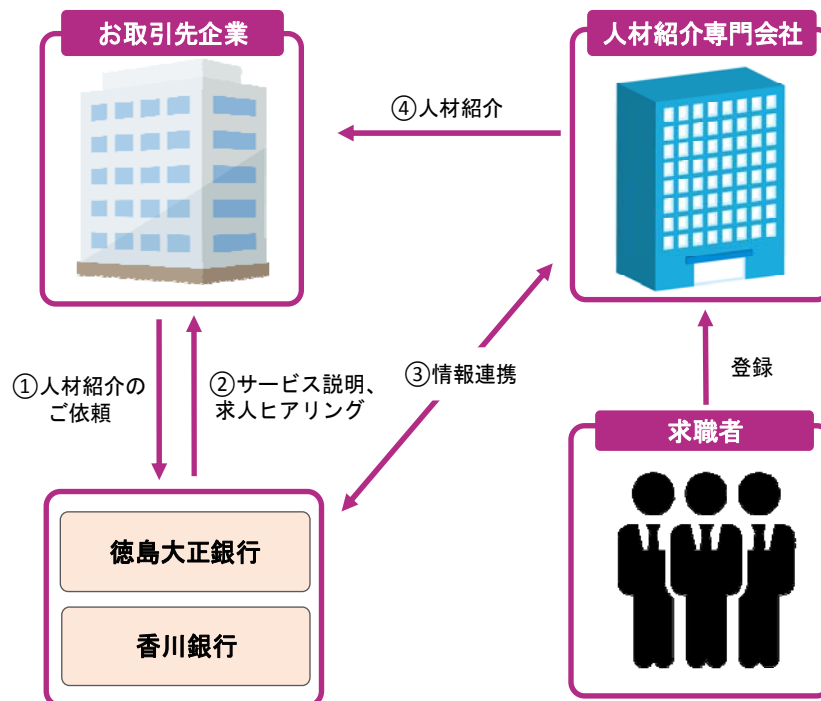 お取引先企業
人材紹介専門会社
④人材紹介
①人材紹介の
ご依頼
②サービス説明、
求人ヒアリング
③情報連携
登録
求職者
徳島大正銀行
香川銀行